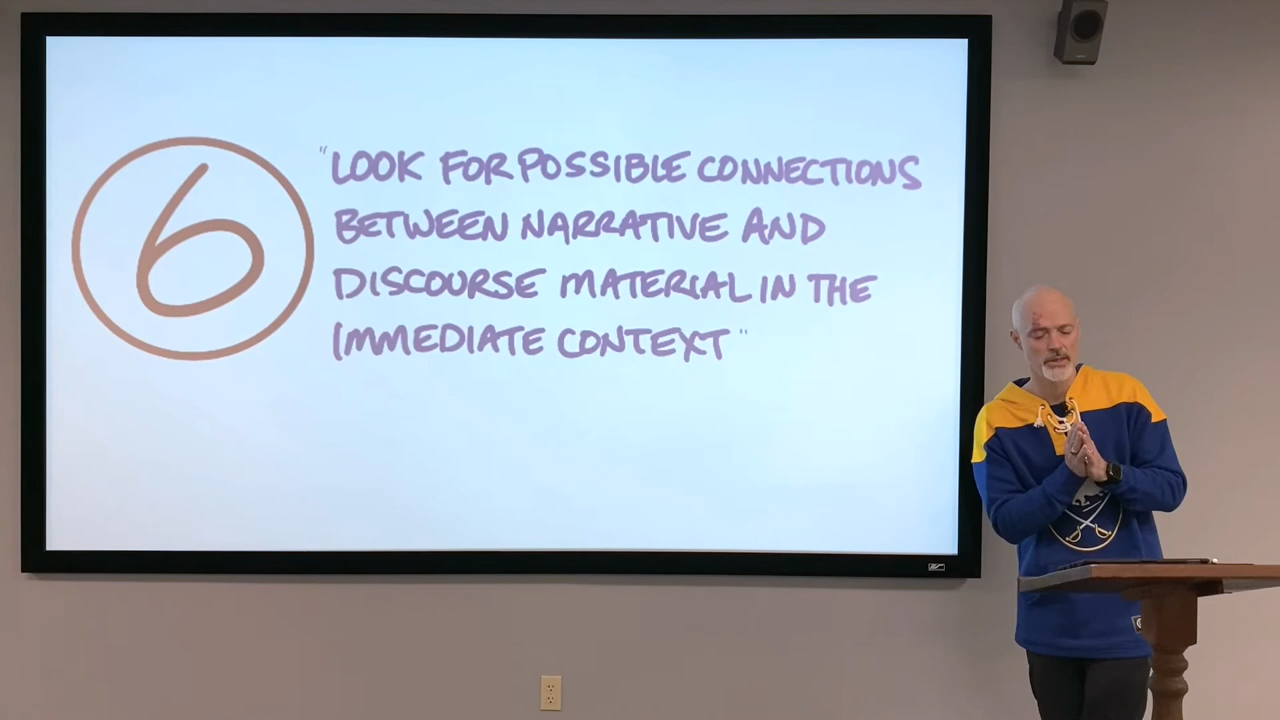 6
"LOOK FOR POSSIBLE CONNECTIONS
BETWEEN NARRATIVE AND
DISCOURSE MATERIAL IN THE
IMMEDIATE CONTEXT"